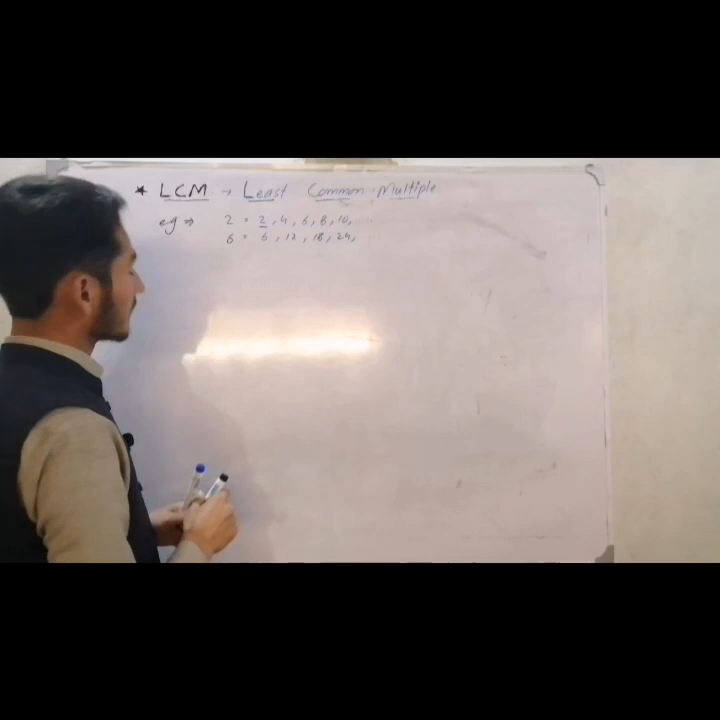 * LCM → Least Common Multiple
eg ⇒ 2 = 2, 4, 6, 8, 10,
6 = 6, 12, 18, 24,